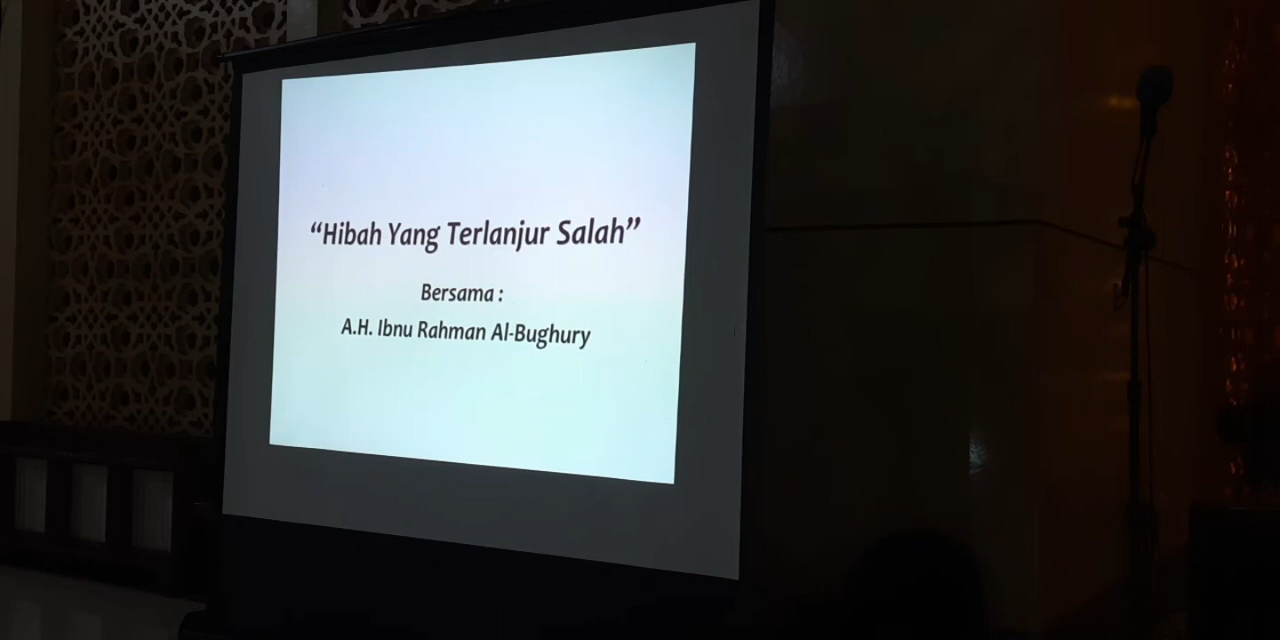 “Hibah Yang Terlanjur Salah”
Bersama :
A.H. Ibnu Rahman Al-Bughury